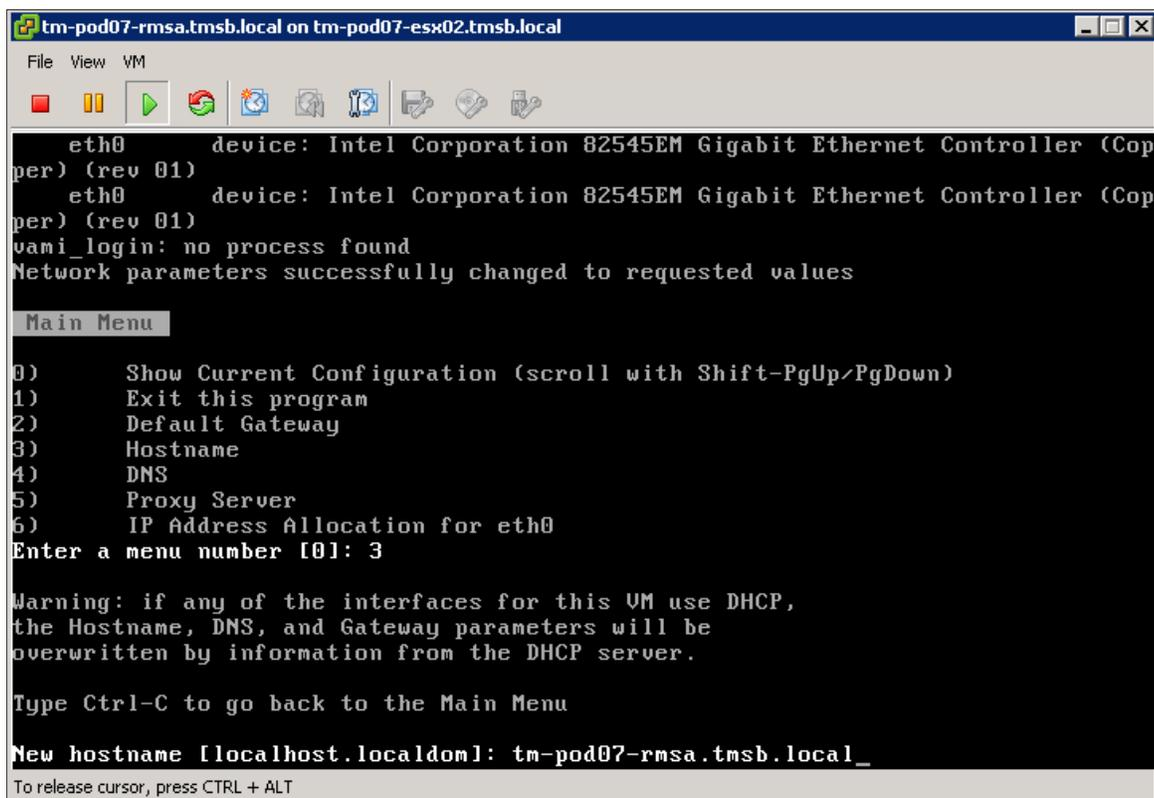 tm-pod07-rmsa.tmsb.local on tm-pod07-esx02.tmsb.local
File View VM
eth0 device: Intel Corporation 82545EM Gigabit Ethernet Controller (Cop
per) (rev 01)
eth0 device: Intel Corporation 82545EM Gigabit Ethernet Controller (Cop
per) (rev 01)
vami_login: no process found
Network parameters successfully changed to requested values
Main Menu
0) Show Current Configuration (scroll with Shift-PgUp/PgDown)
1) Exit this program
2) Default Gateway
3) Hostname
4) DNS
5) Proxy Server
6) IP Address Allocation for eth0
Enter a menu number [0]: 3
Warning: if any of the interfaces for this VM use DHCP,
the Hostname, DNS, and Gateway parameters will be
overwritten by information from the DHCP server.
Type Ctrl-C to go back to the Main Menu
New hostname [localhost.localdom]: tm-pod07-rmsa.tmsb.local_
To release cursor, press CTRL + ALT